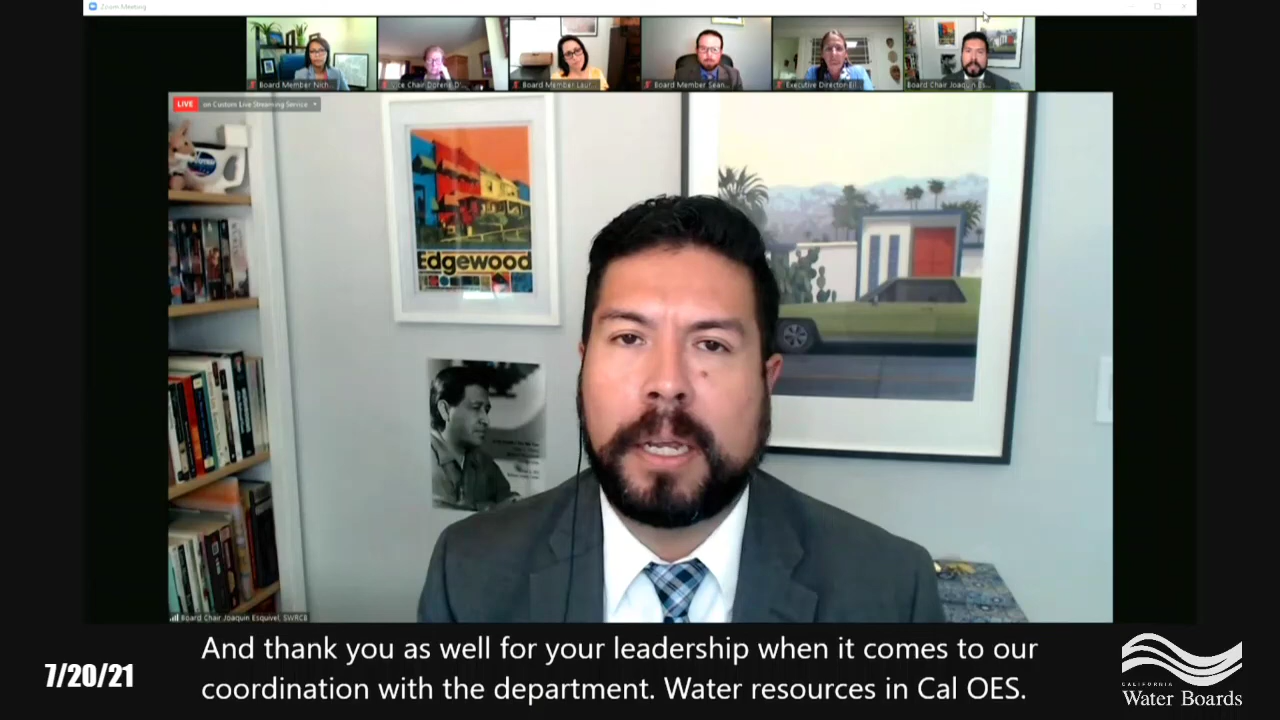 Zoom Meeting
Board Member Nich...
Vice Chair Dorene D'...
Board Member Laur...
Board Member Sean...
Executive Director Eil...
Board Chair Joaquin Es...
LIVE on Custom Live Streaming Service
Edgewood
Board Chair Joaquin Esquivel, SWRCB
And thank you as well for your leadership when it comes to our
coordination with the department. Water resources in Cal OES.
7/20/21
CALIFORNIA
Water Boards